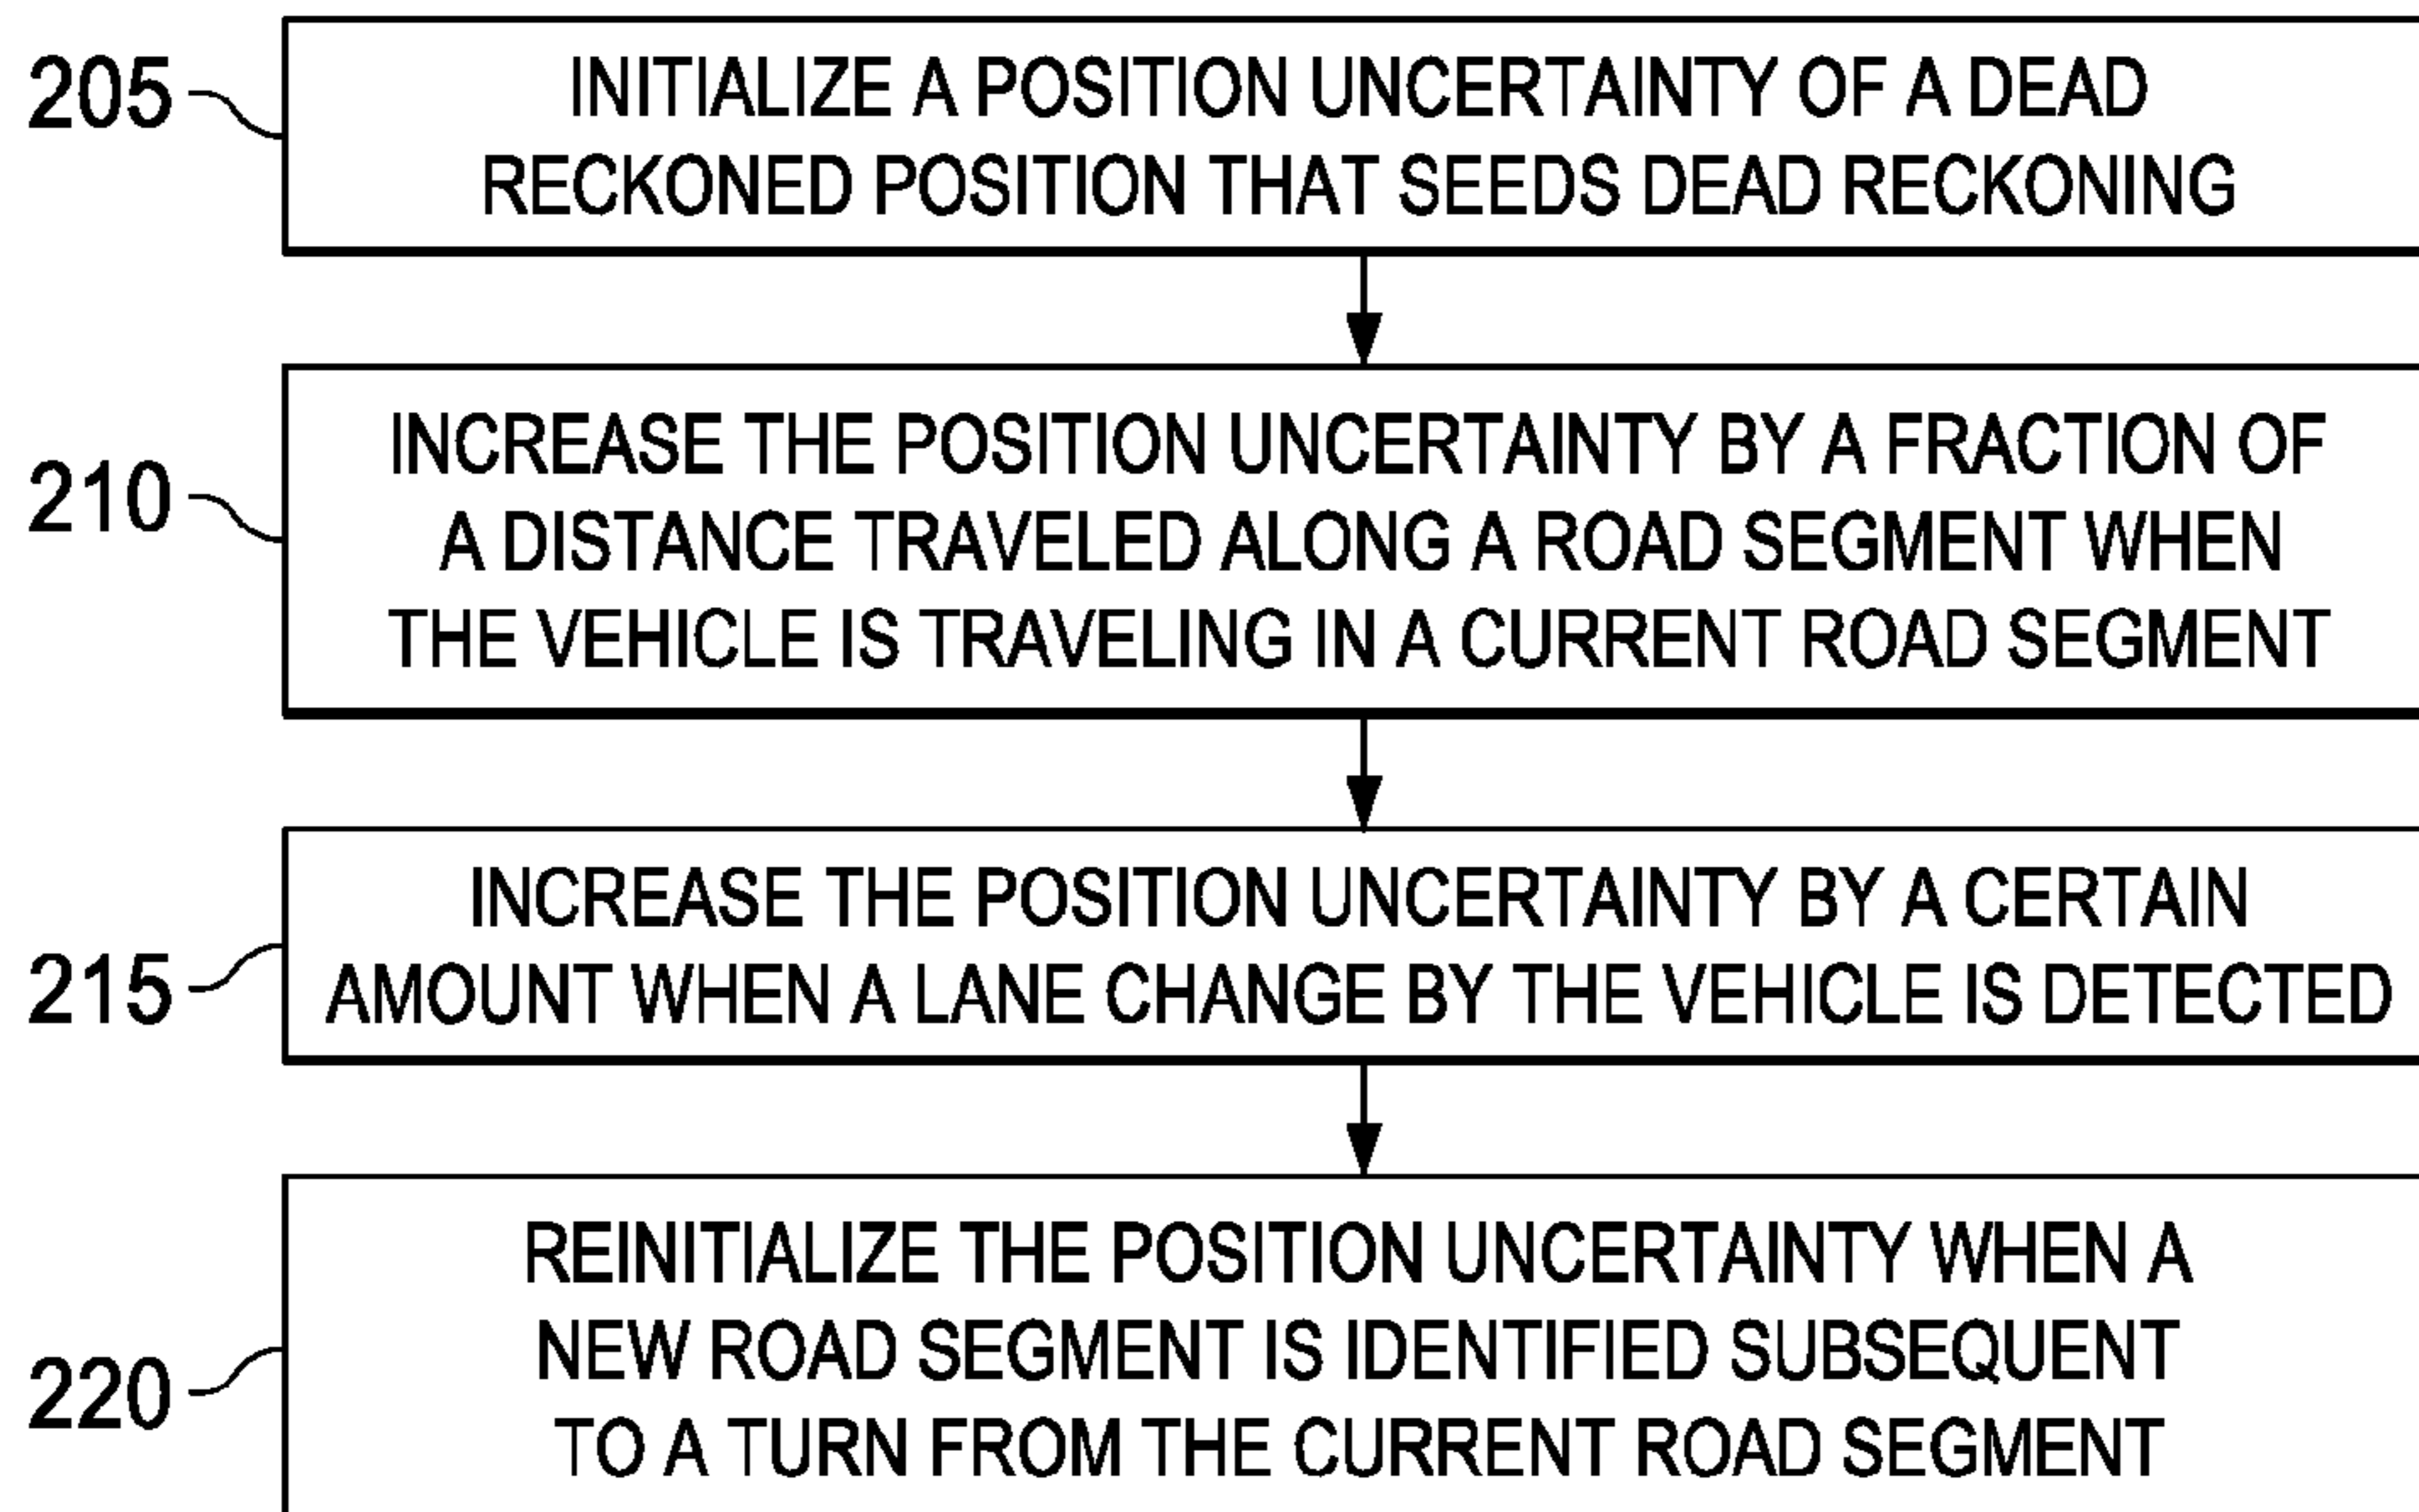 205
INITIALIZE A POSITION UNCERTAINTY OF A DEAD
RECKONED POSITION THAT SEEDS DEAD RECKONING
210
INCREASE THE POSITION UNCERTAINTY BY A FRACTION OF
A DISTANCE TRAVELED ALONG A ROAD SEGMENT WHEN
THE VEHICLE IS TRAVELING IN A CURRENT ROAD SEGMENT
215
INCREASE THE POSITION UNCERTAINTY BY A CERTAIN
AMOUNT WHEN A LANE CHANGE BY THE VEHICLE IS DETECTED
220
REINITIALIZE THE POSITION UNCERTAINTY WHEN A
NEW ROAD SEGMENT IS IDENTIFIED SUBSEQUENT
TO A TURN FROM THE CURRENT ROAD SEGMENT